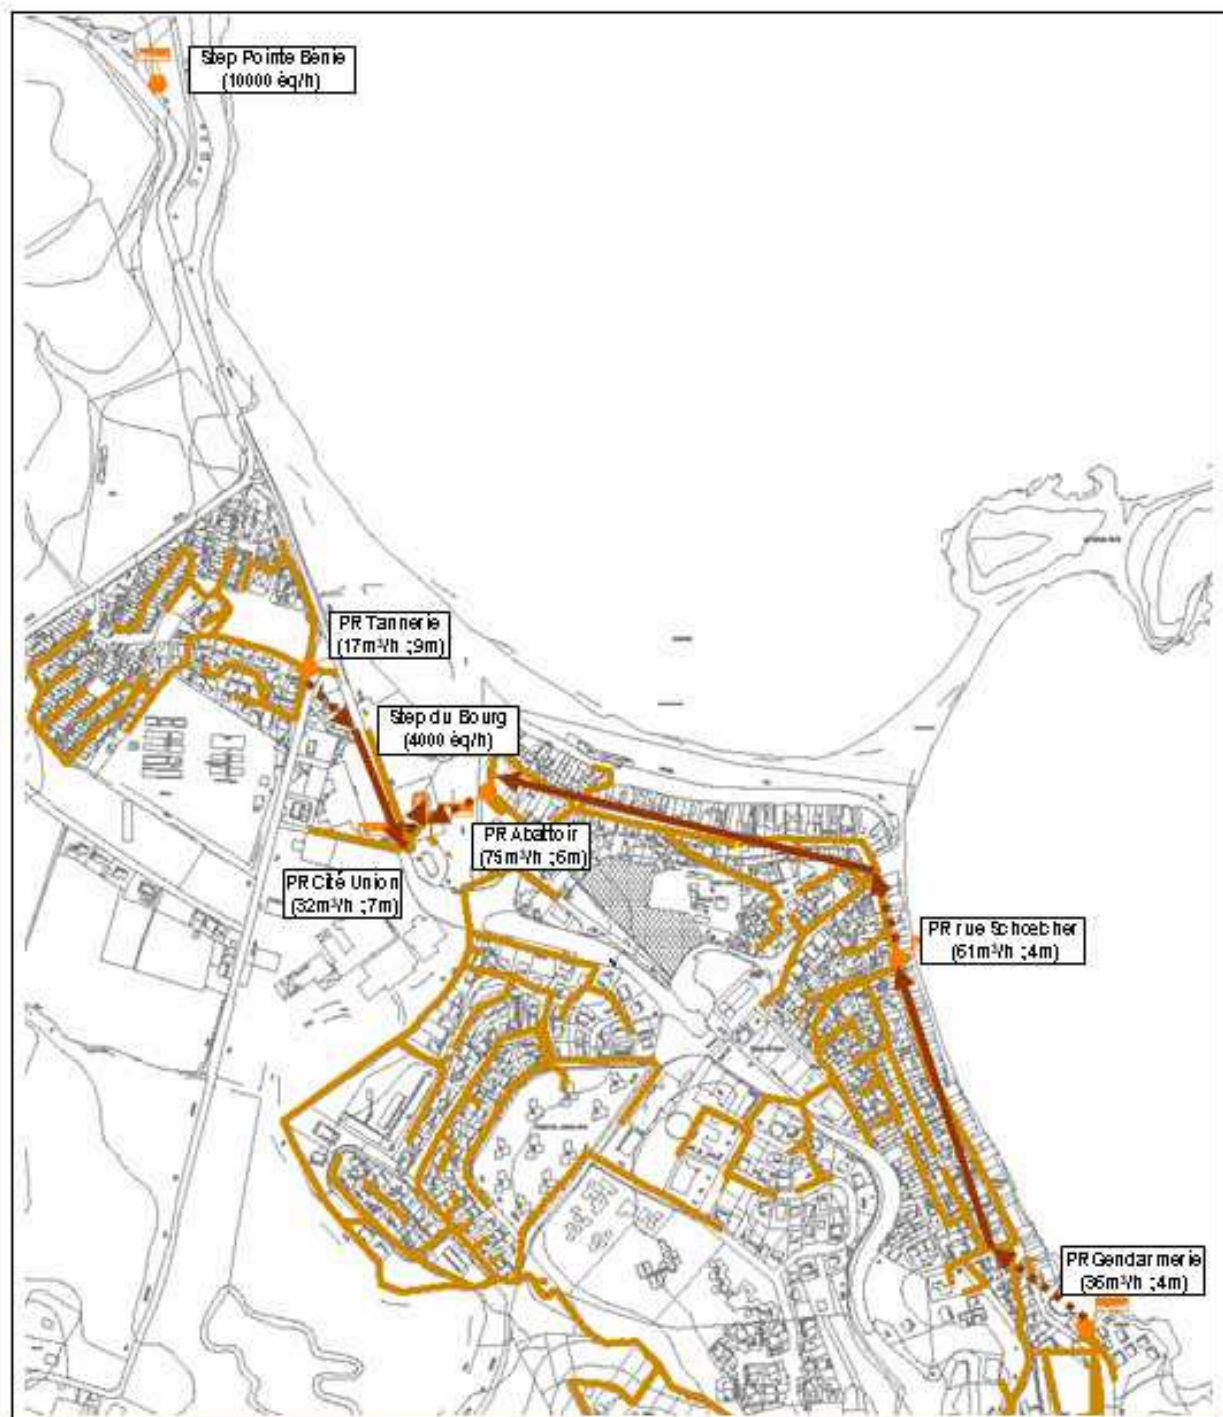 Step Pointe Bénie
(10000 éq/h)
PR Tannerie
(17m³/h ; 9m)
Step du Bourg
(4000 éq/h)
PR Abattoir
(75m³/h ; 6m)
PR Cité Union
(32m³/h ; 7m)
PR rue Schoelcher
(61m³/h ; 4m)
PR Gendarmerie
(36m³/h ; 4m)